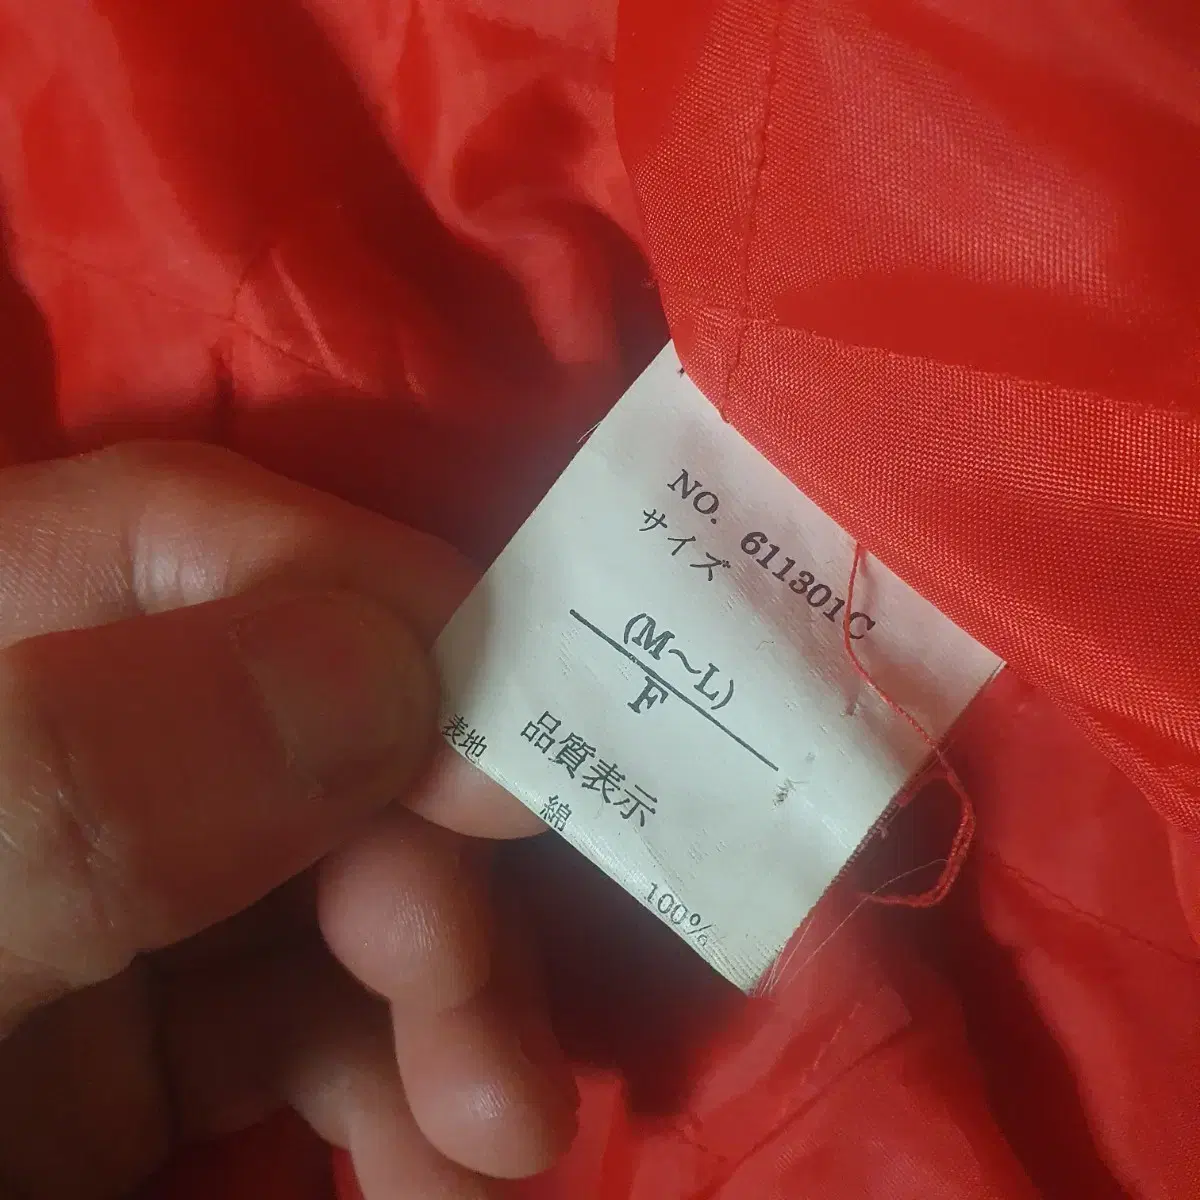 NO. 611301C
サイズ
(M～L)
F
品質表示
表地
綿 100%